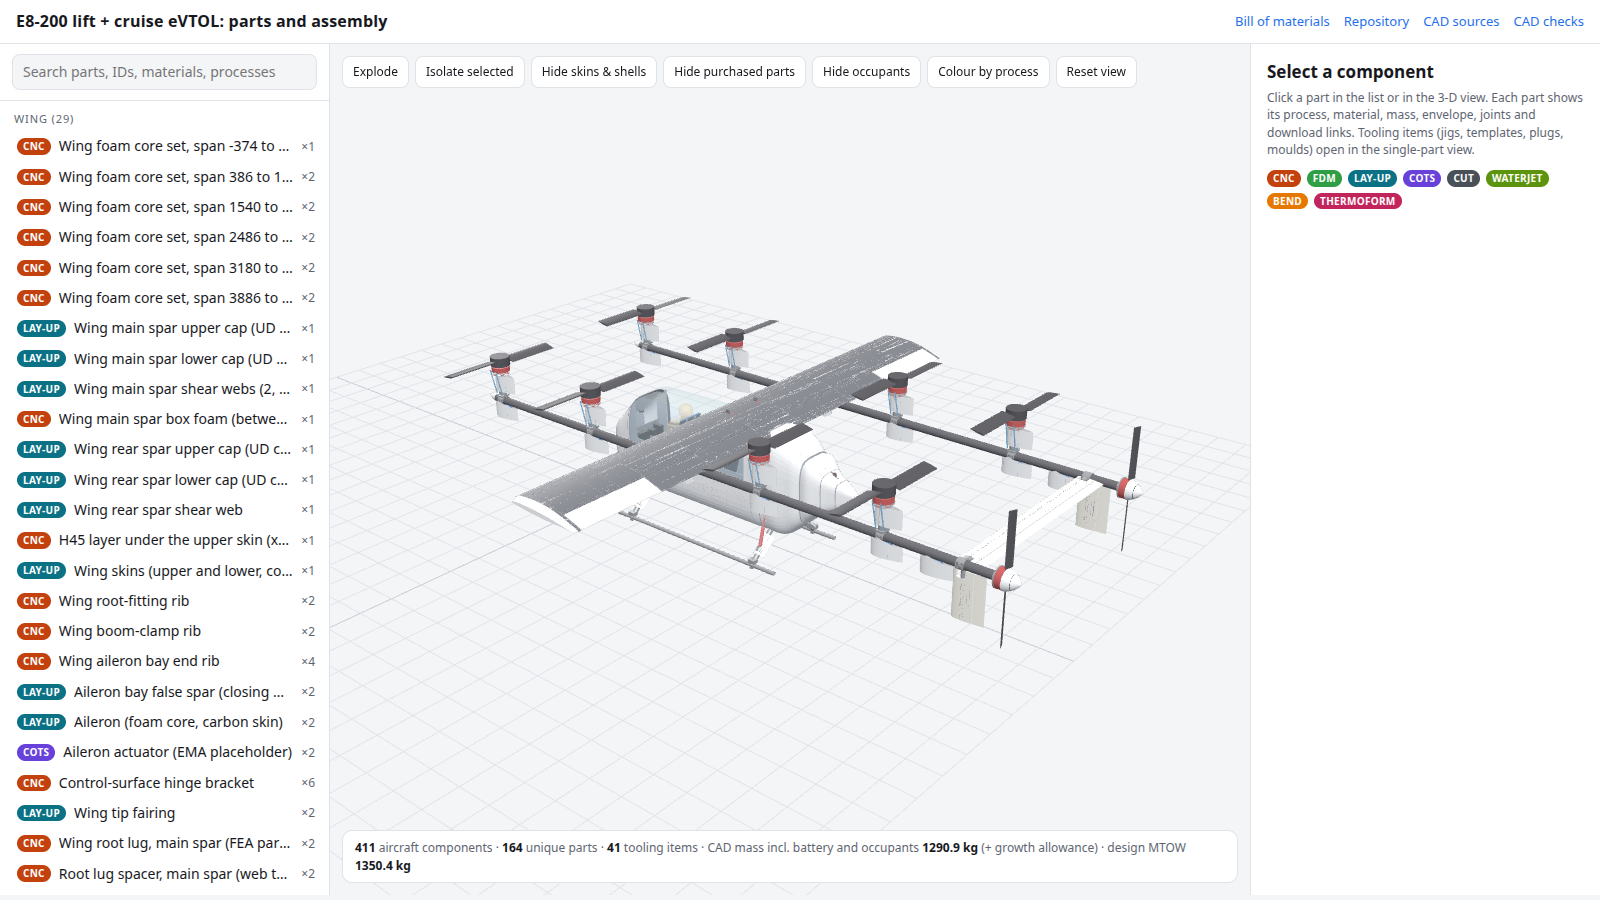 E8-200 lift + cruise eVTOL: parts and assembly
Bill of materials Repository CAD sources CAD checks
Search parts, IDs, materials, processes
Explode Isolate selected Hide skins & shells Hide purchased parts Hide occupants Colour by process Reset view
WING (29)
CNC Wing foam core set, span -374 to ... ×1
CNC Wing foam core set, span 386 to 1... ×2
CNC Wing foam core set, span 1540 to ... ×2
CNC Wing foam core set, span 2486 to ... ×2
CNC Wing foam core set, span 3180 to ... ×2
CNC Wing foam core set, span 3886 to ... ×2
LAY-UP Wing main spar upper cap (UD ... ×1
LAY-UP Wing main spar lower cap (UD ... ×1
LAY-UP Wing main spar shear webs (2, ... ×1
CNC Wing main spar box foam (betwe... ×1
LAY-UP Wing rear spar upper cap (UD c... ×1
LAY-UP Wing rear spar lower cap (UD c... ×1
LAY-UP Wing rear spar shear web ×1
CNC H45 layer under the upper skin (x... ×1
LAY-UP Wing skins (upper and lower, co... ×1
CNC Wing root-fitting rib ×2
CNC Wing boom-clamp rib ×2
CNC Wing aileron bay end rib ×4
LAY-UP Aileron bay false spar (closing ... ×2
LAY-UP Aileron (foam core, carbon skin) ×2
COTS Aileron actuator (EMA placeholder) ×2
CNC Control-surface hinge bracket ×6
LAY-UP Wing tip fairing ×2
CNC Wing root lug, main spar (FEA par... ×2
CNC Root lug spacer, main spar (web t... ×2
411 aircraft components · 164 unique parts · 41 tooling items · CAD mass incl. battery and occupants 1290.9 kg (+ growth allowance) · design MTOW
1350.4 kg
Select a component
Click a part in the list or in the 3-D view. Each part shows
its process, material, mass, envelope, joints and
download links. Tooling items (jigs, templates, plugs,
moulds) open in the single-part view.
CNC FDM LAY-UP COTS CUT WATERJET
BEND THERMOFORM